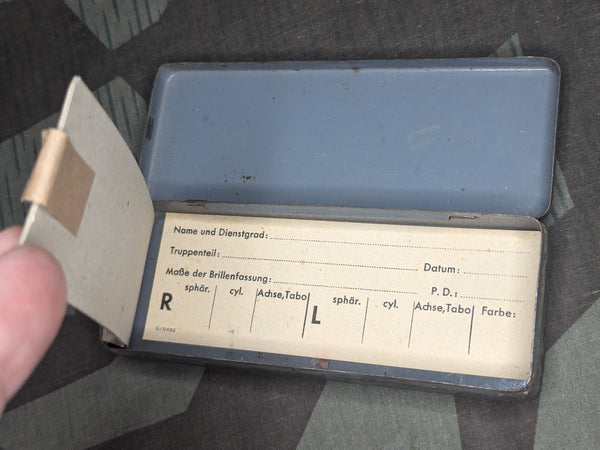 Name und Dienstgrad:
Truppenteil: Datum:
Maße der Brillenfassung: P. D.:
R sphär. cyl. Achse,Tabo L sphär. cyl. Achse,Tabo Farbe: